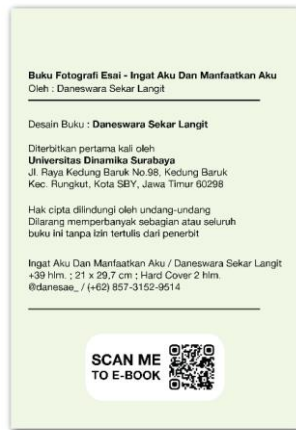 Buku Fotografi Esai - Ingat Aku Dan Manfaatkan Aku
Oleh : Daneswara Sekar Langit
Desain Buku : Daneswara Sekar Langit
Diterbitkan pertama kali oleh
Universitas Dinamika Surabaya
Jl. Raya Kedung Baruk No.98, Kedung Baruk
Kec. Rungkut, Kota SBY, Jawa Timur 60298
Hak cipta dilindungi oleh undang-undang
Dilarang memperbanyak sebagian atau seluruh
buku ini tanpa izin tertulis dari penerbit
Ingat Aku Dan Manfaatkan Aku / Daneswara Sekar Langit
+39 hlm. ; 21 x 29,7 cm ; Hard Cover 2 hlm.
@danesae_ / (+62) 857-3152-9514
SCAN ME
TO E-BOOK